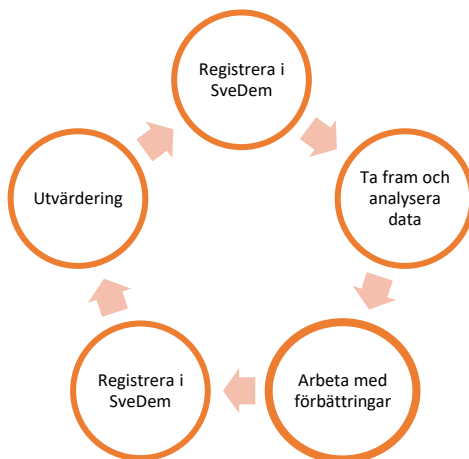 Registrera i
SveDem
Ta fram och
analysera
data
Arbeta med
förbättringar
Registrera i
SveDem
Utvärdering